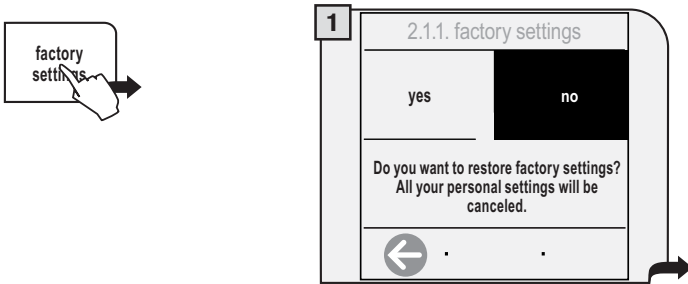 factory
settings
1
2.1.1. factory settings
yes
no
Do you want to restore factory settings?
All your personal settings will be
canceled.